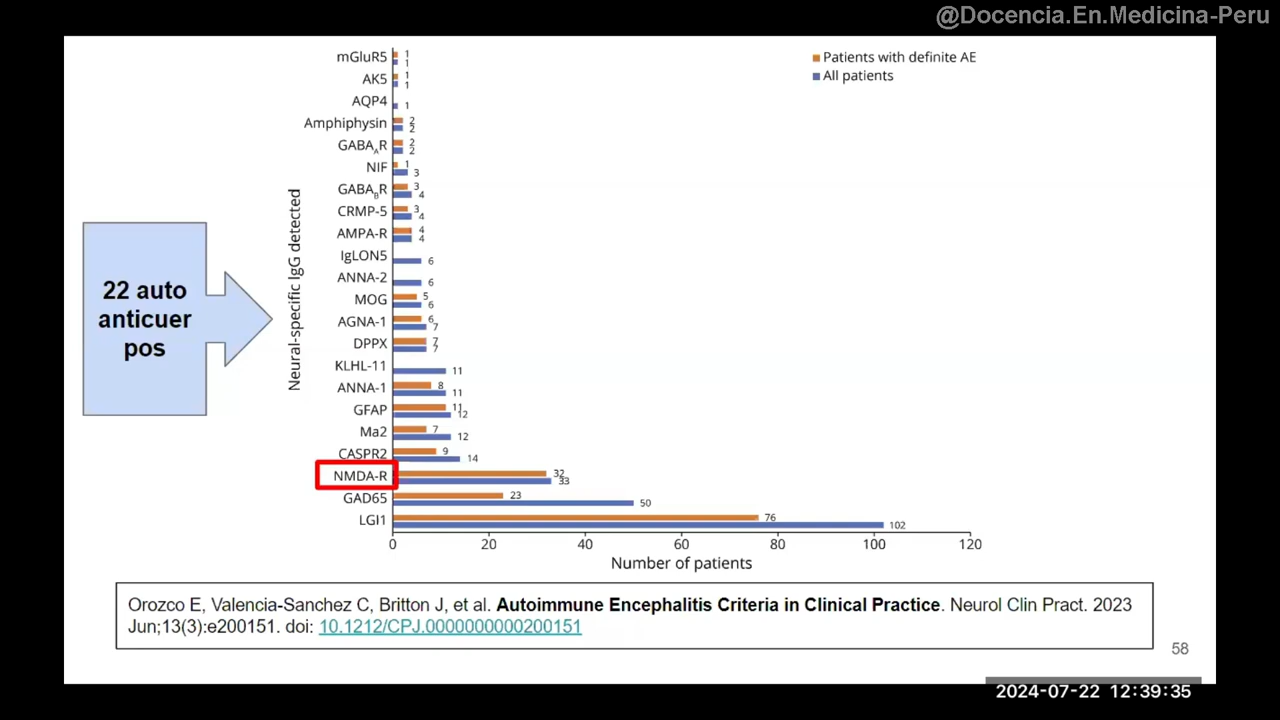 @Docencia.En.Medicina-Peru
Patients with definite AE
All patients
22 auto
anticuer
pos
Neural-specific IgG detected
mGluR5 1 1
AK5 1 1
AQP4 1
Amphiphysin 2 2
GABAAR 2 2
NIF 1 3
GABABR 3 4
CRMP-5 3 4
AMPA-R 4 4
IgLON5 6
ANNA-2 6
MOG 5 6
AGNA-1 6 7
DPPX 7 7
KLHL-11 11
ANNA-1 8 11
GFAP 11 12
Ma2 7 12
CASPR2 9 14
NMDA-R 32 33
GAD65 23 50
LGI1 76 102
0 20 40 60 80 100 120
Number of patients
Orozco E, Valencia-Sanchez C, Britton J, et al. Autoimmune Encephalitis Criteria in Clinical Practice. Neurol Clin Pract. 2023
Jun;13(3):e200151. doi: 10.1212/CPJ.0000000000200151
58
2024-07-22 12:39:35